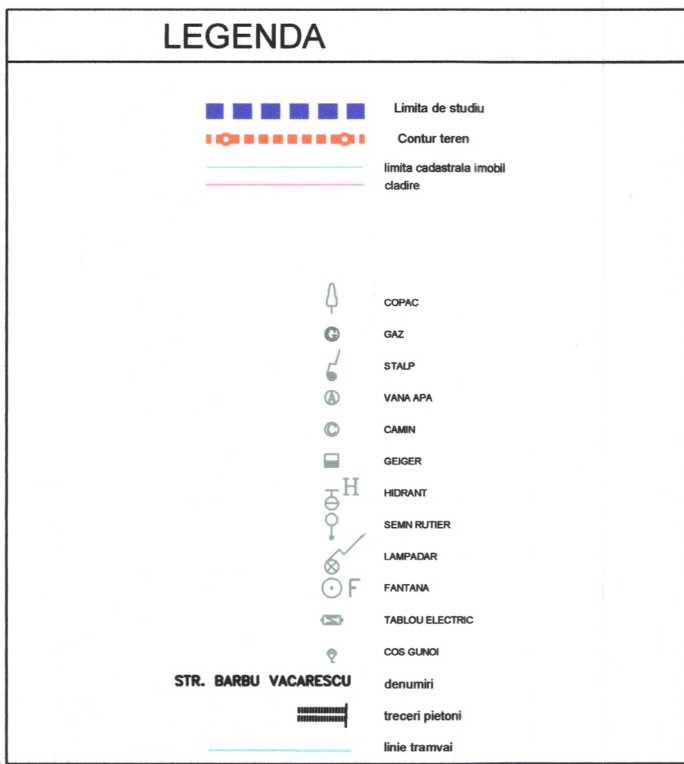 LEGENDA
Limita de studiu
Contur teren
limita cadastrala imobil
cladire
COPAC
G GAZ
STALP
A VANA APA
C CAMIN
GEIGER
H HIDRANT
SEMN RUTIER
LAMPADAR
F FANTANA
TABLOU ELECTRIC
COS GUNOI
STR. BARBU VACARESCU denumiri
treceri pietoni
linie tramvai